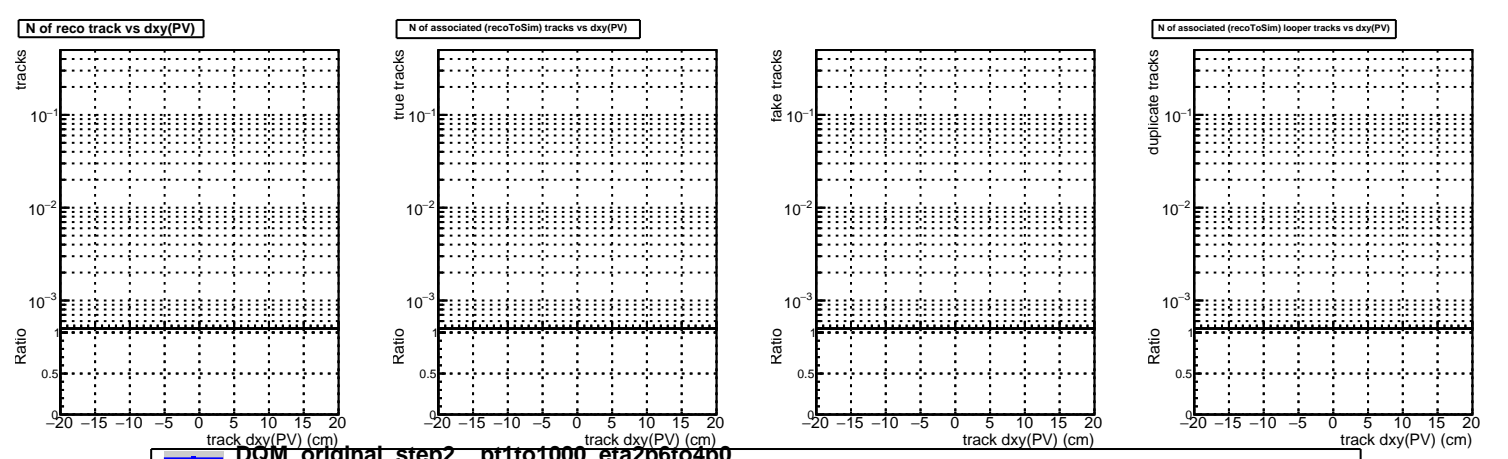 N of reco track vs dxy(PV)
N of associated (recoToSim) tracks vs dxy(PV)
N of associated (recoToSim) looper tracks vs dxy(PV)
tracks
10⁻¹
10⁻²
10⁻³
Ratio
1
0.5
0
−20 −15 −10 −5 0 5 10 15 20
track dxy(PV) (cm)
true tracks
10⁻¹
10⁻²
10⁻³
Ratio
1
0.5
0
−20 −15 −10 −5 0 5 10 15 20
track dxy(PV) (cm)
fake tracks
10⁻¹
10⁻²
10⁻³
Ratio
1
0.5
0
−20 −15 −10 −5 0 5 10 15 20
track dxy(PV) (cm)
duplicate tracks
10⁻¹
10⁻²
10⁻³
Ratio
1
0.5
0
−20 −15 −10 −5 0 5 10 15 20
track dxy(PV) (cm)
DQM_original_step2__pt1to1000_eta2p6to4p0